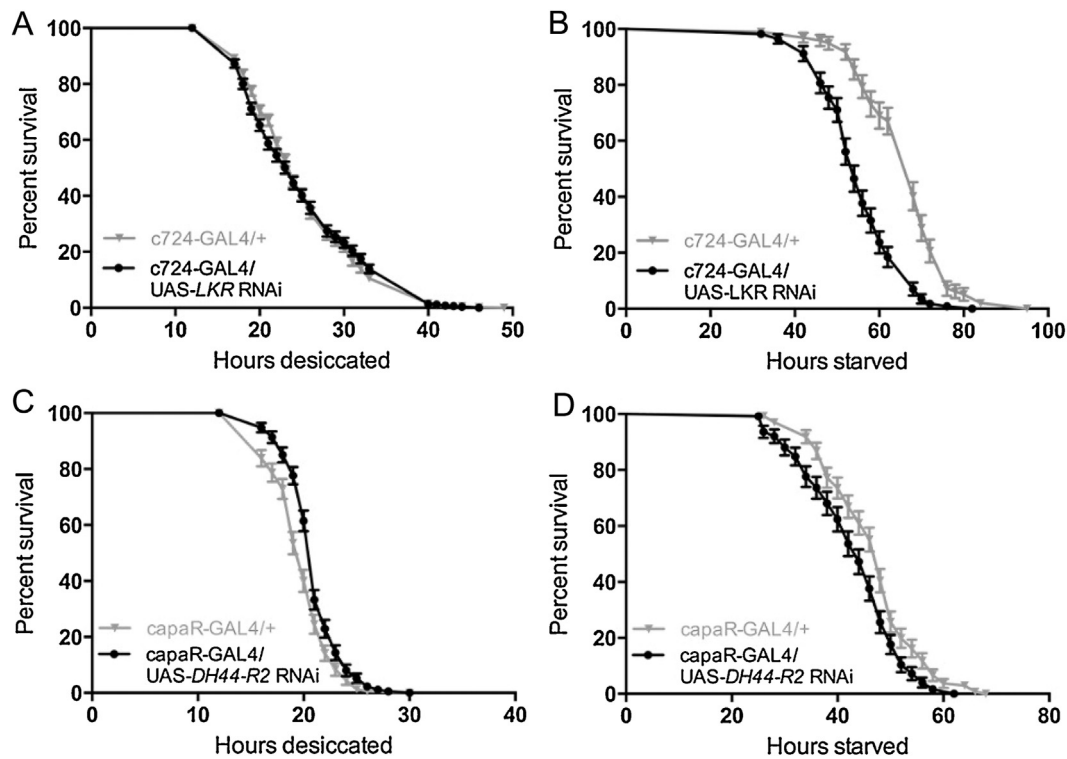 A
Percent survival
100
80
60
40
20
0
c724-GAL4/+
c724-GAL4/
UAS-LKR RNAi
0 10 20 30 40 50
Hours desiccated
B
Percent survival
100
80
60
40
20
0
c724-GAL4/+
c724-GAL4/
UAS-LKR RNAi
0 20 40 60 80 100
Hours starved
C
Percent survival
100
80
60
40
20
0
capaR-GAL4/+
capaR-GAL4/
UAS-DH44-R2 RNAi
0 10 20 30 40
Hours desiccated
D
Percent survival
100
80
60
40
20
0
capaR-GAL4/+
capaR-GAL4/
UAS-DH44-R2 RNAi
0 20 40 60 80
Hours starved